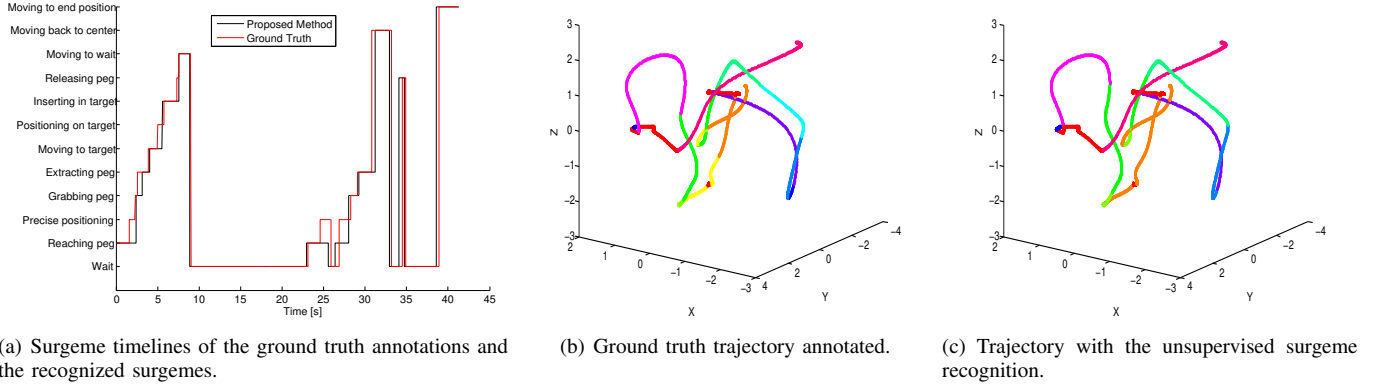 Moving to end position
Moving back to center
Moving to wait
Releasing peg
Inserting in target
Positioning on target
Moving to target
Extracting peg
Grabbing peg
Precise positioning
Reaching peg
Wait
Proposed Method
Ground Truth
0 5 10 15 20 25 30 35 40 45
Time [s]
(a) Surgeme timelines of the ground truth annotations and
the recognized surgemes.
3
2
1
0
−1
−2
−3
Z
2 1 0 −1 −2 −3
X
4 2 0 −2 −4
Y
(b) Ground truth trajectory annotated.
3
2
1
0
−1
−2
−3
Z
2 1 0 −1 −2 −3
X
4 2 0 −2 −4
Y
(c) Trajectory with the unsupervised surgeme
recognition.